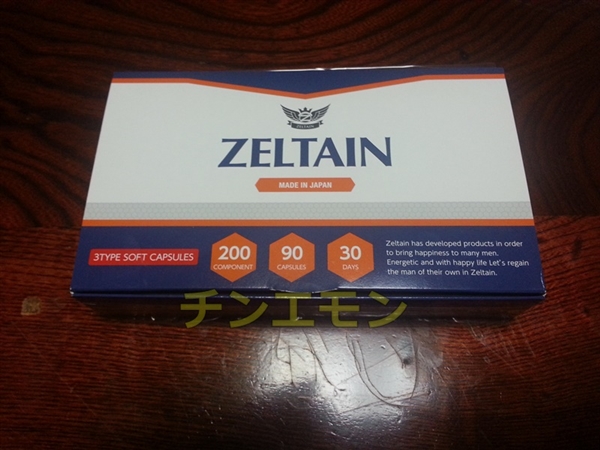 ZELTAIN
ZELTAIN
MADE IN JAPAN
3TYPE SOFT CAPSULES
200
COMPONENT
90
CAPSULES
30
DAYS
Zeltain has developed products in order
to bring happiness to many men.
Energetic and with happy life Let's regain
the man of their own in Zeltain.
チンエモン